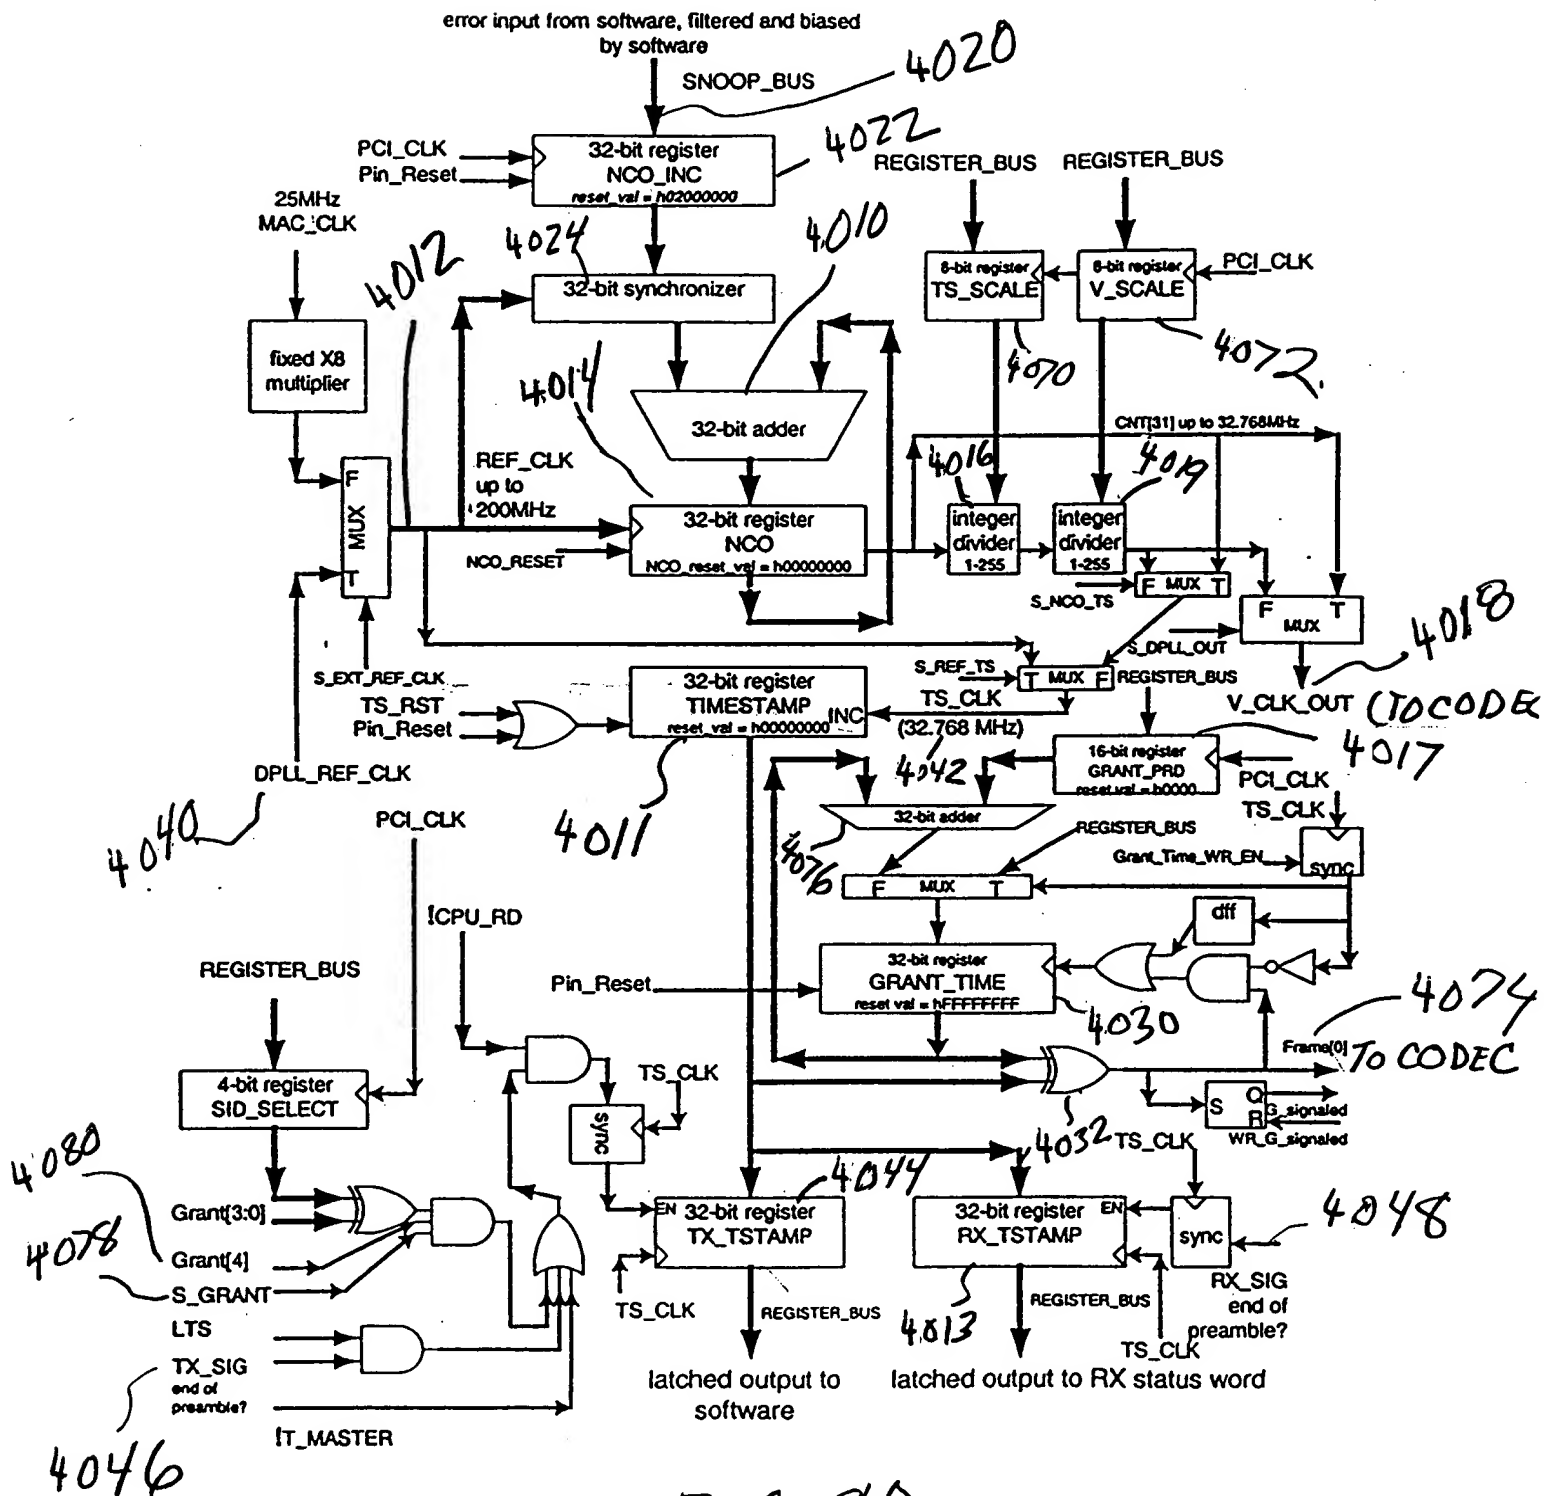 error input from software, filtered and biased
by software
SNOOP_BUS
4020
PCI_CLK
Pin_Reset
32-bit register
NCO_INC
reset_val = h02000000
4022
REGISTER_BUS
REGISTER_BUS
25MHz
MAC_CLK
4012
4024
32-bit synchronizer
4010
8-bit register
TS_SCALE
8-bit register
V_SCALE
PCI_CLK
4070
4072
fixed X8
multiplier
4014
32-bit adder
CNT[31] up to 32.768MHz
F
MUX
T
REF_CLK
up to
200MHz
4016
4019
32-bit register
NCO
NCO_reset_val = h00000000
NCO_RESET
integer
divider
1-255
integer
divider
1-255
S_NCO_TS
F MUX T
F T
MUX
4018
S_DPLL_OUT
S_EXT_REF_CLK
S_REF_TS
T MUX F
REGISTER_BUS
V_CLK_OUT (TO CODEC
TS_RST
Pin_Reset
32-bit register
TIMESTAMP
reset_val = h00000000
INC
TS_CLK
(32.768 MHz)
4042
4017
DPLL_REF_CLK
4040
4011
16-bit register
GRANT_PRD
reset val = h0000
PCI_CLK
TS_CLK
PCI_CLK
32-bit adder
4076
REGISTER_BUS
Grant_Time_WR_EN
sync
F MUX T
!CPU_RD
dff
REGISTER_BUS
Pin_Reset
32-bit register
GRANT_TIME
reset val = hFFFFFFFF
4030
4074
Frame[0]
TO CODEC
4-bit register
SID_SELECT
TS_CLK
sync
4032
S Q
R
G_signaled
WR_G_signaled
TS_CLK
4080
Grant[3:0]
4078
Grant[4]
S_GRANT
4044
EN
32-bit register
TX_TSTAMP
32-bit register
RX_TSTAMP
EN
sync
4048
RX_SIG
end of
preamble?
TS_CLK
REGISTER_BUS
4013
REGISTER_BUS
TS_CLK
LTS
TX_SIG
end of
preamble?
!T_MASTER
4046
latched output to
software
latched output to RX status word